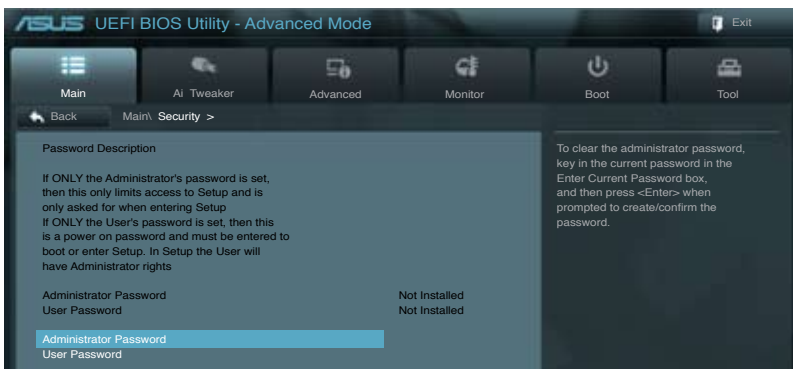 ASUS UEFI BIOS Utility - Advanced Mode
Exit
Main
Ai Tweaker
Advanced
Monitor
Boot
Tool
Back
Main\ Security >
Password Description
If ONLY the Administrator's password is set,
then this only limits access to Setup and is
only asked for when entering Setup
If ONLY the User's password is set, then this
is a power on password and must be entered to
boot or enter Setup. In Setup the User will
have Administrator rights
Administrator Password Not Installed
User Password Not Installed
Administrator Password
User Password
To clear the administrator password,
key in the current password in the
Enter Current Password box,
and then press <Enter> when
prompted to create/confirm the
password.